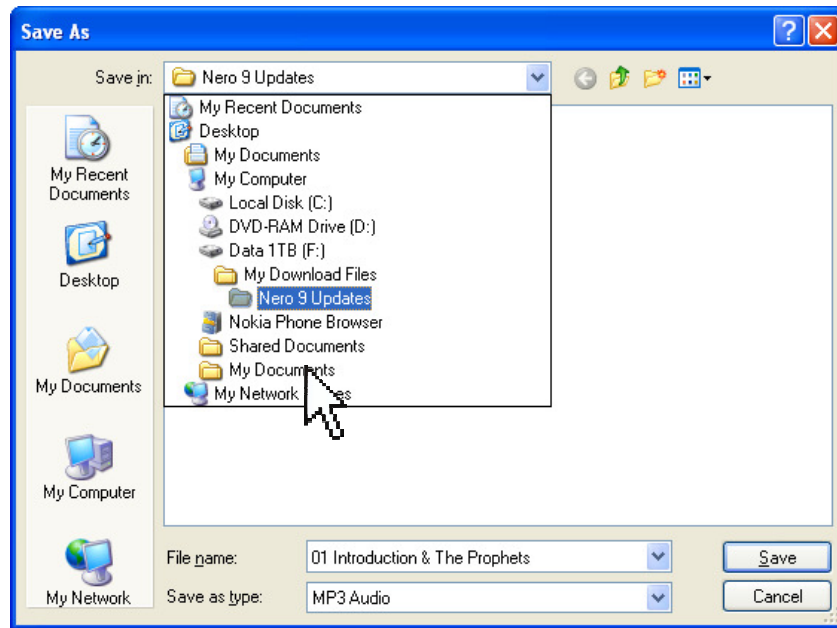 Save As
Save in: Nero 9 Updates
My Recent Documents
Desktop
My Documents
My Computer
Local Disk (C:)
DVD-RAM Drive (D:)
Data 1TB (F:)
My Download Files
Nero 9 Updates
Nokia Phone Browser
Shared Documents
My Documents
My Network
My Recent
Documents
Desktop
My Documents
My Computer
My Network
File name: 01 Introduction & The Prophets Save
Save as type: MP3 Audio Cancel